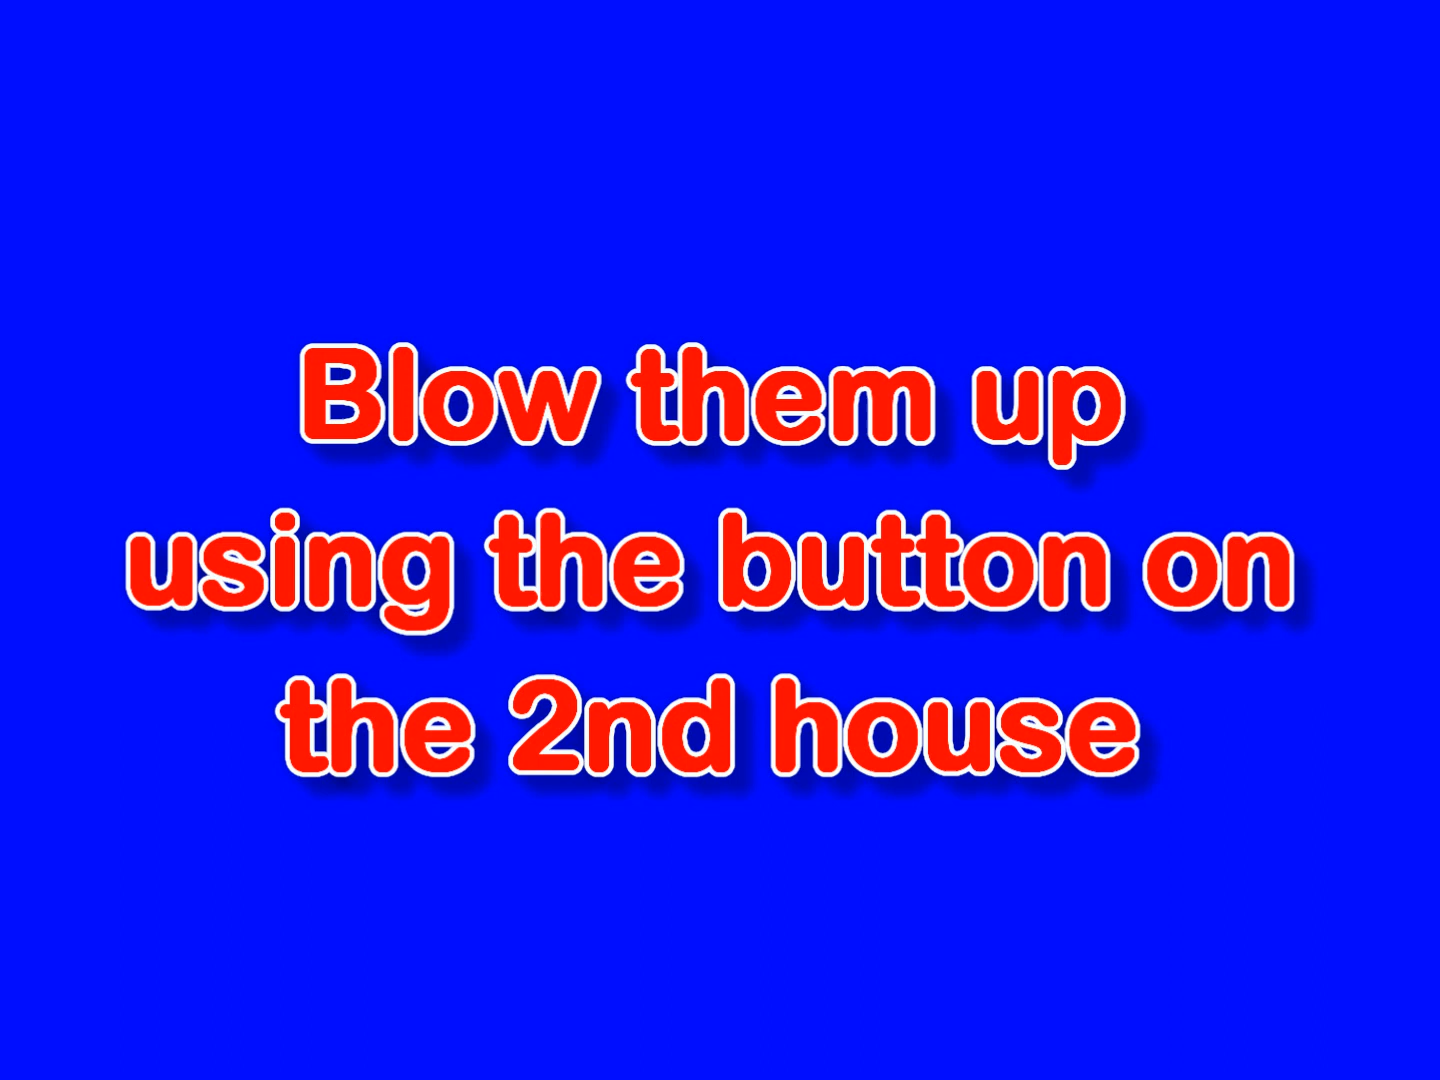 Blow them up
using the button on
the 2nd house